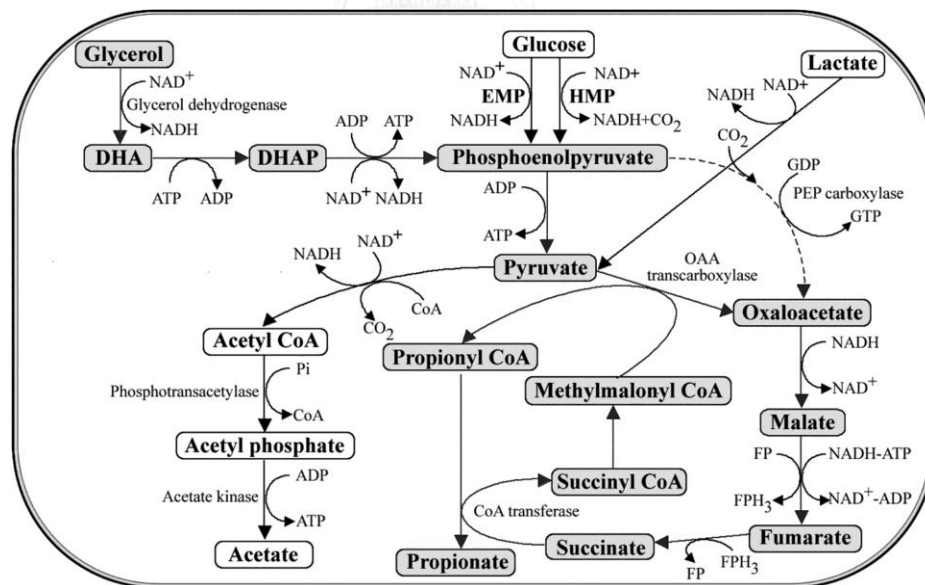 Glycerol
Glucose
Lactate
NAD+
Glycerol dehydrogenase
NADH
NAD+
EMP
NADH
NAD+
HMP
NADH+CO2
NADH
NAD+
CO2
DHA
ATP
ADP
DHAP
ADP
ATP
NAD+
NADH
Phosphoenolpyruvate
GDP
PEP carboxylase
GTP
ADP
ATP
Pyruvate
OAA
transcarboxylase
NADH
NAD+
CO2
CoA
Oxaloacetate
Acetyl CoA
Propionyl CoA
NADH
NAD+
Pi
Phosphotransacetylase
CoA
Methylmalonyl CoA
Malate
Acetyl phosphate
FP
NADH-ATP
FPH3
NAD+-ADP
ADP
Acetate kinase
ATP
Succinyl CoA
CoA transferase
Acetate
Propionate
Succinate
Fumarate
FP
FPH3